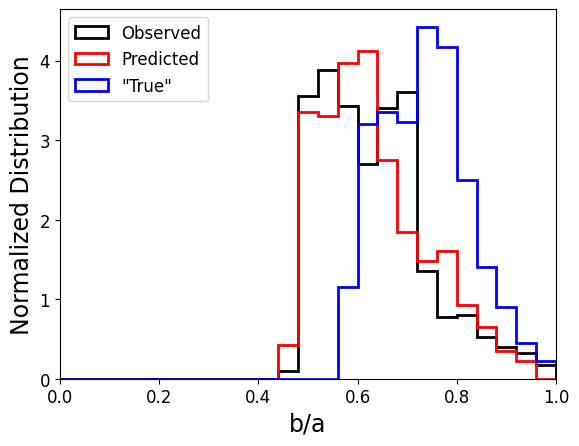 Observed
Predicted
"True"
Normalized Distribution
4
3
2
1
0
0.0 0.2 0.4 0.6 0.8 1.0
b/a